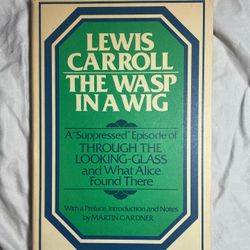 LEWIS
CARROLL
THE WASP
IN A WIG
A "Suppressed" Episode of
THROUGH THE
LOOKING-GLASS
and What Alice
Found There
With a Preface, Introduction and Notes
by MARTIN GARDNER